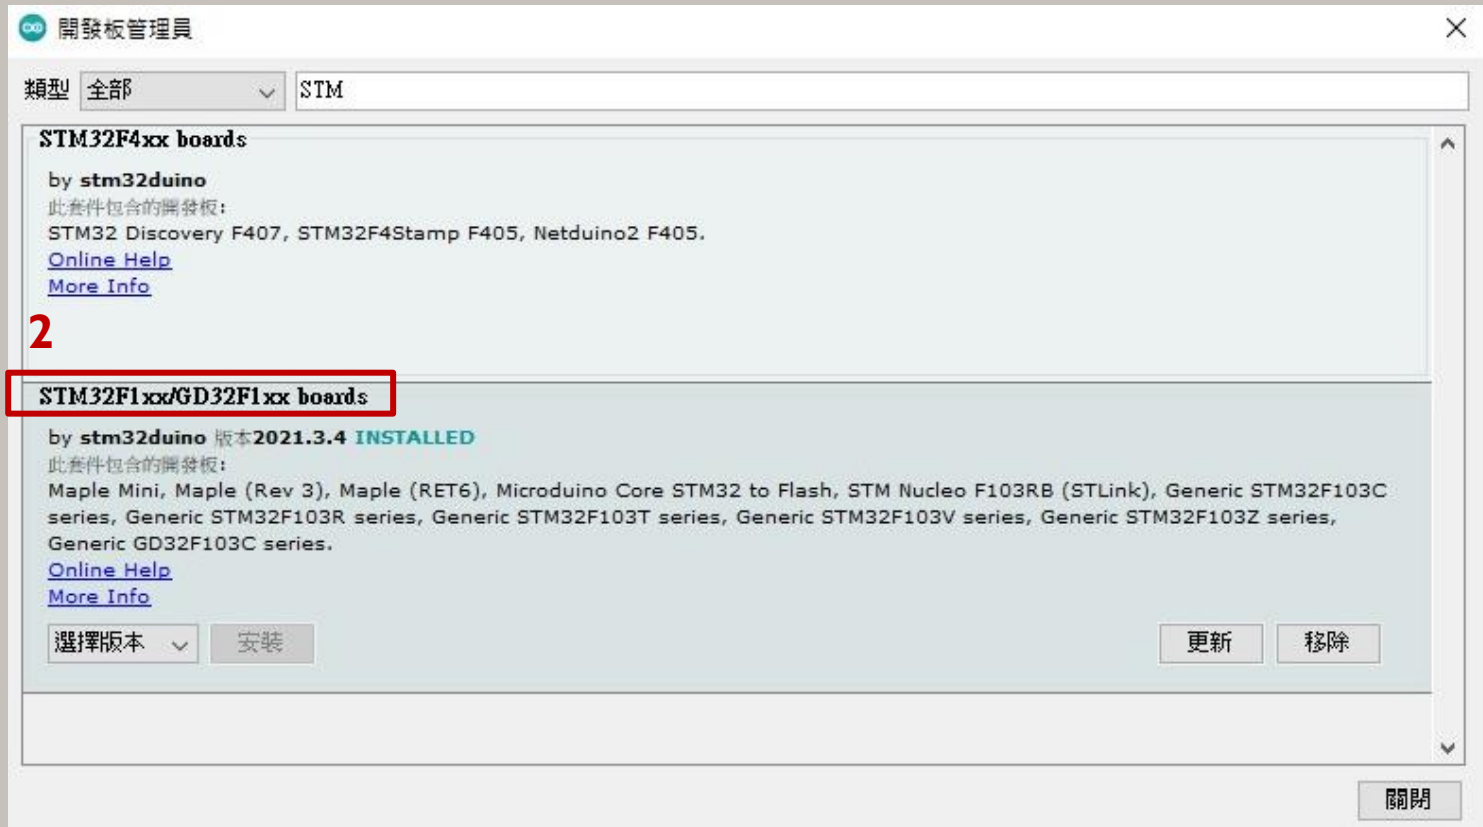 開發板管理員
類型 全部 STM
STM32F4xx boards
by stm32duino
此套件包含的開發板:
STM32 Discovery F407, STM32F4Stamp F405, Netduino2 F405.
Online Help
More Info
2
STM32F1xx/GD32F1xx boards
by stm32duino 版本2021.3.4 INSTALLED
此套件包含的開發板:
Maple Mini, Maple (Rev 3), Maple (RET6), Microduino Core STM32 to Flash, STM Nucleo F103RB (STLink), Generic STM32F103C
series, Generic STM32F103R series, Generic STM32F103T series, Generic STM32F103V series, Generic STM32F103Z series,
Generic GD32F103C series.
Online Help
More Info
選擇版本 安裝 更新 移除
關閉